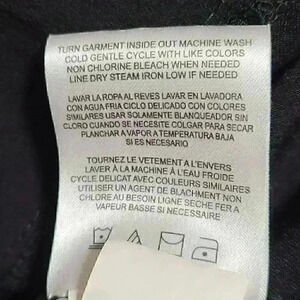 TURN GARMENT INSIDE OUT MACHINE WASH
COLD GENTLE CYCLE WITH LIKE COLORS
NON CHLORINE BLEACH WHEN NEEDED
LINE DRY STEAM IRON LOW IF NEEDED
LAVAR LA ROPA AL REVES LAVAR EN LAVADORA
CON AGUA FRIA CICLO DELICADO CON COLORES
SIMILARES USAR SOLAMENTE BLANQUEADOR SIN
CLORO CUANDO SE NECESITE COLGAR PARA SECAR
PLANCHAR A VAPOR A TEMPERATURA BAJA
SI ES NECESARIO
TOURNEZ LE VETEMENT A L'ENVERS
LAVER À LA MACHINE À L'EAU FROIDE
CYCLE DELICAT AVEC COULEURS SIMILAIRES
UTILISER UN AGENT DE BLACHMENT NON
CHLORE AU BESOIN LIGNE SECHE FER A
VAPEUR BASSE SI NECESSAIRE